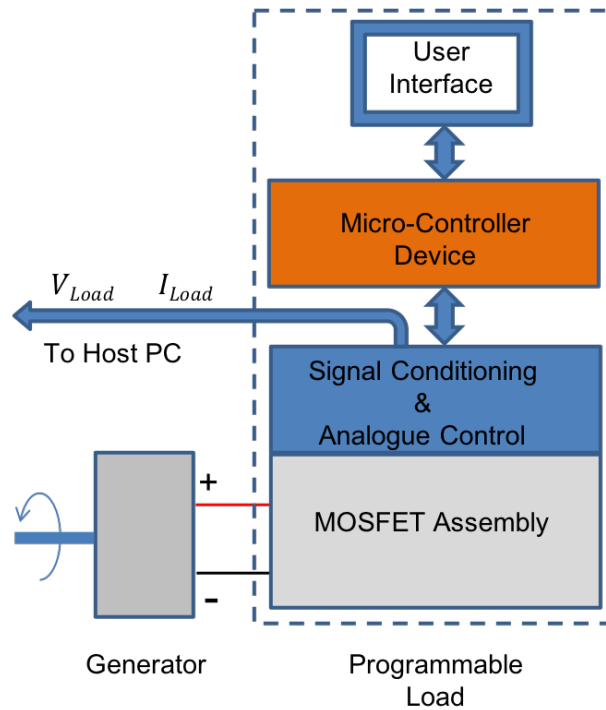 User
Interface
Micro-Controller
Device
V_Load I_Load
To Host PC
Signal Conditioning
&
Analogue Control
+
MOSFET Assembly
-
Generator
Programmable
Load